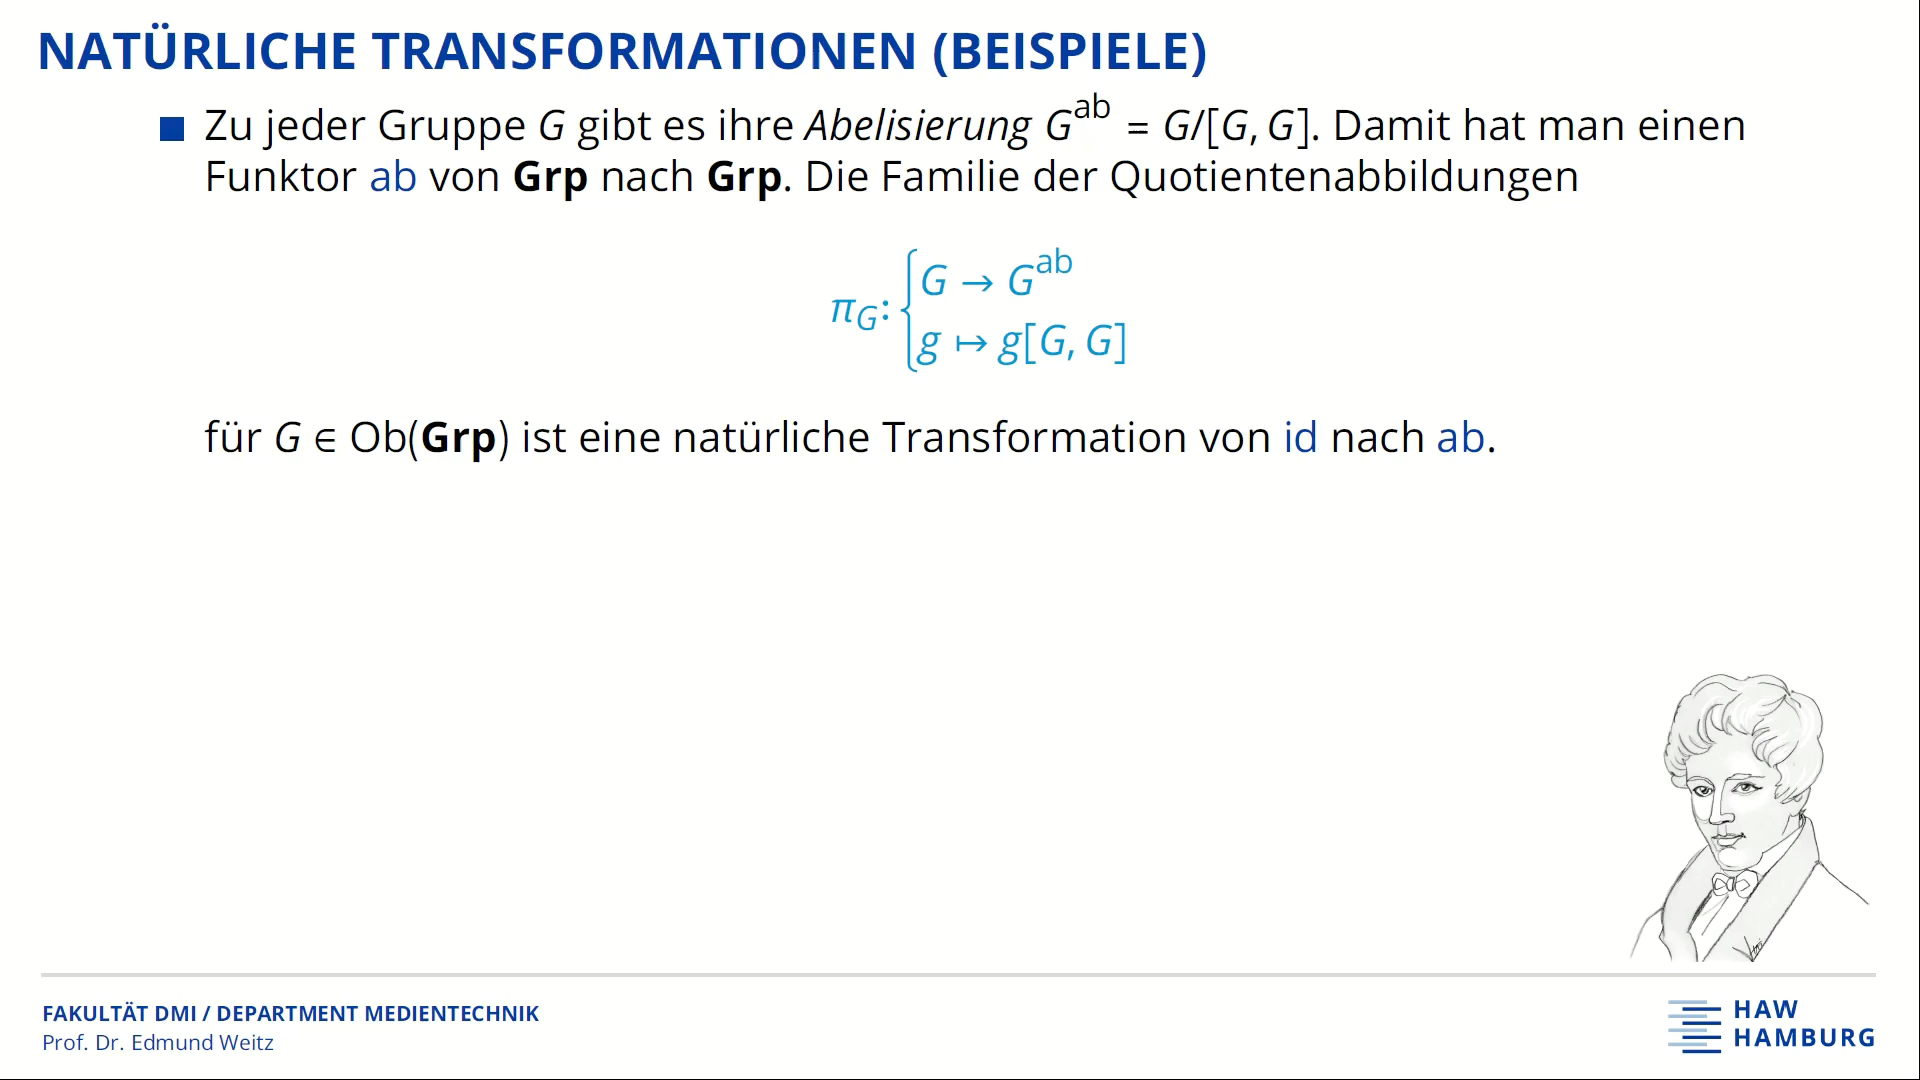 NATÜRLICHE TRANSFORMATIONEN (BEISPIELE)
Zu jeder Gruppe G gibt es ihre Abelisierung G^ab = G/[G, G]. Damit hat man einen
Funktor ab von Grp nach Grp. Die Familie der Quotientenabbildungen
π_G: { G → G^ab
g ↦ g[G, G]
für G ∈ Ob(Grp) ist eine natürliche Transformation von id nach ab.
FAKULTÄT DMI / DEPARTMENT MEDIENTECHNIK
Prof. Dr. Edmund Weitz
HAW
HAMBURG